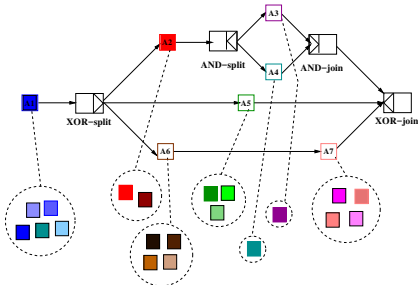 A3
A2
AND-split
AND-join
A4
A1
XOR-split
A5
XOR-join
A6
A7